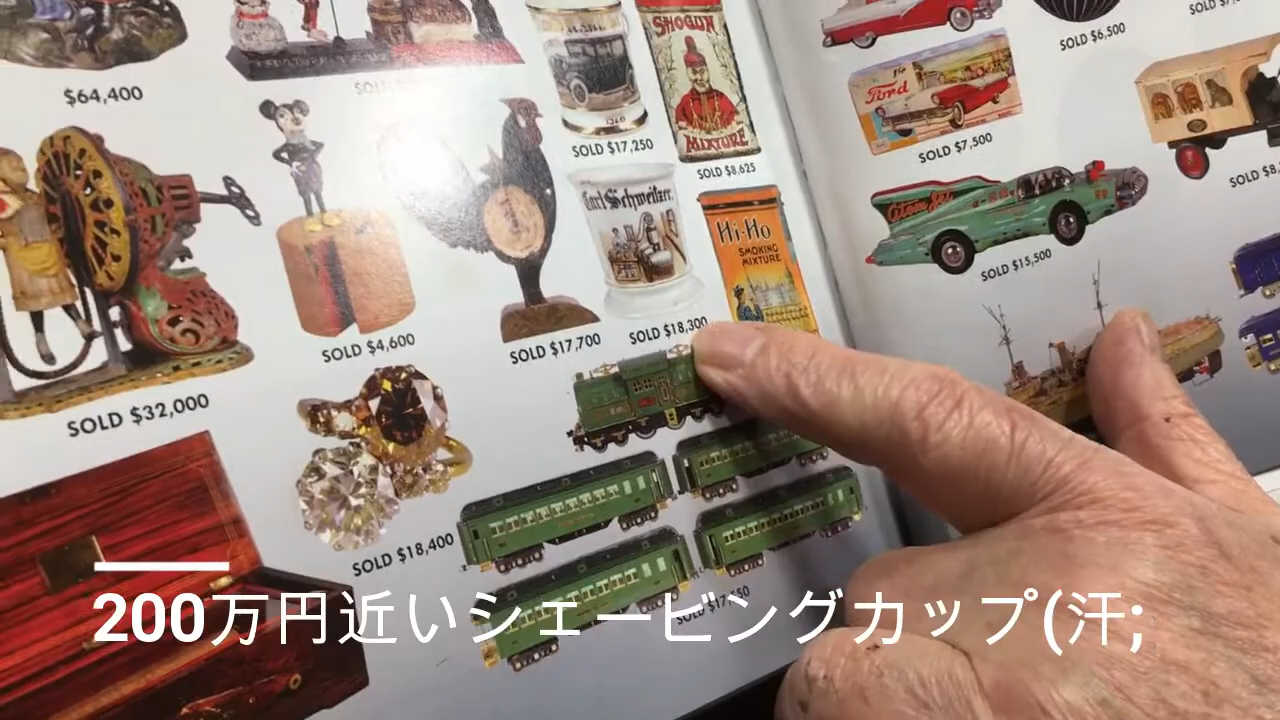 $64,400
SOLD
1240
SOLD $17,250
SHOGUN
MIXTURE
SOLD $8,625
SOLD $6,500
Ford
SOLD $7,500
SOLD $4,600
SOLD $17,700
Carl Schweitzer.
SOLD $18,300
Hi-Ho
SMOKING
MIXTURE
Atom Jet
SOLD $15,500
SOLD $32,000
SOLD $18,400
200万円近いシェービングカップ(汗;